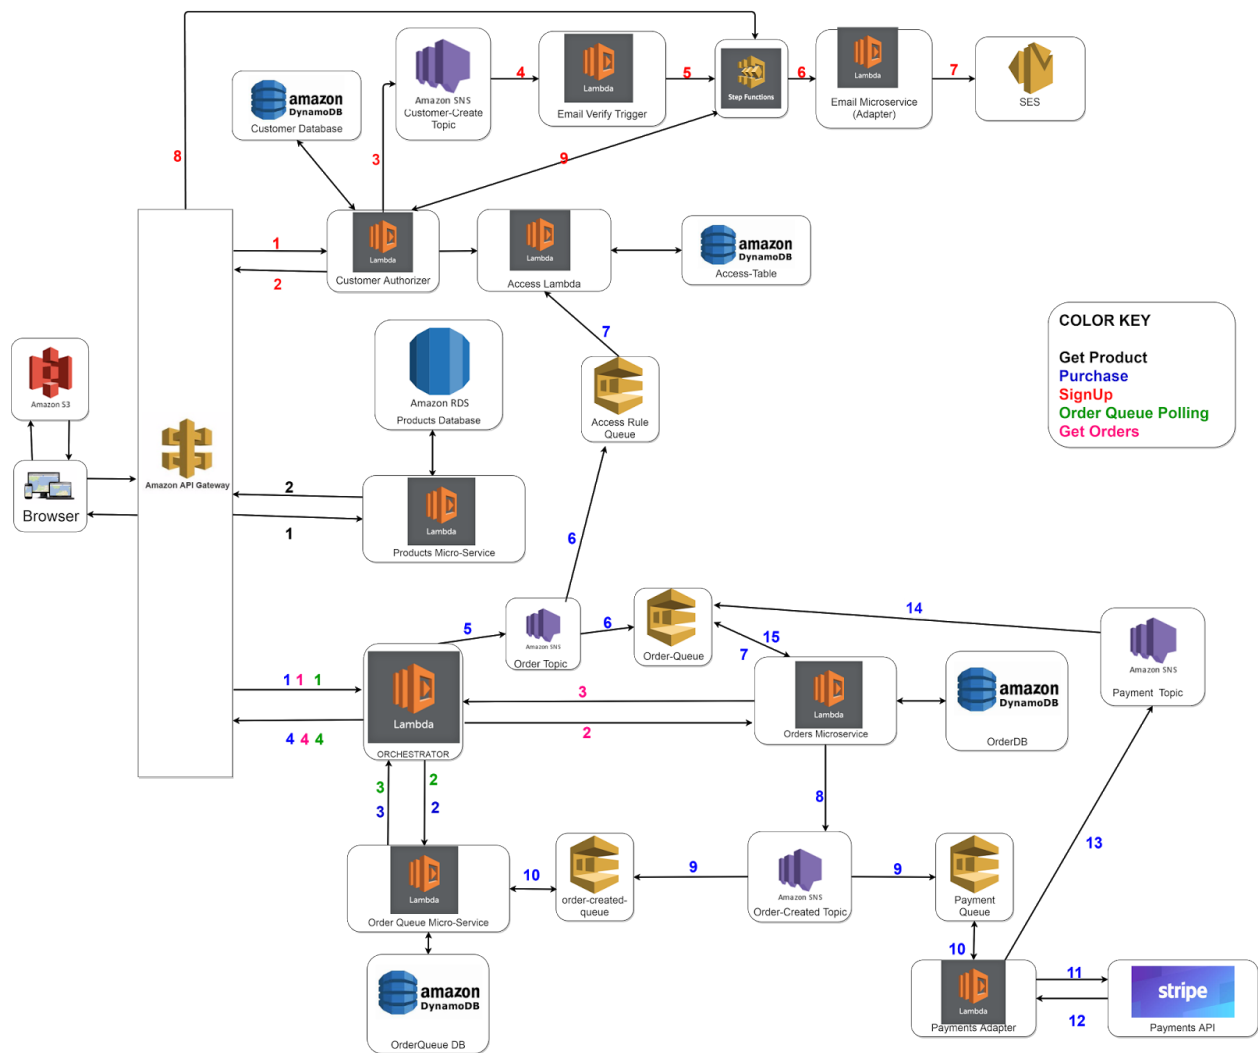 8
amazon
DynamoDB
Customer Database
3
Amazon SNS
Customer-Create
Topic
4
Lambda
Email Verify Trigger
5
Step Functions
6
Lambda
Email Microservice
(Adapter)
7
SES
9
1
2
Lambda
Customer Authorizer
Lambda
Access Lambda
amazon
DynamoDB
Access-Table
7
COLOR KEY
Get Product
Purchase
SignUp
Order Queue Polling
Get Orders
Amazon S3
Browser
Amazon API Gateway
Amazon RDS
Products Database
Access Rule
Queue
2
1
Lambda
Products Micro-Service
6
5
Amazon SNS
Order Topic
6
Order-Queue
14
15
7
Amazon SNS
Payment Topic
1 1 1
4 4 4
Lambda
ORCHESTRATOR
3
2
Lambda
Orders Microservice
amazon
DynamoDB
OrderDB
3
3
2
2
8
13
Lambda
Order Queue Micro-Service
10
order-created-
queue
9
Amazon SNS
Order-Created Topic
9
Payment
Queue
10
amazon
DynamoDB
OrderQueue DB
Lambda
Payments Adapter
11
12
stripe
Payments API